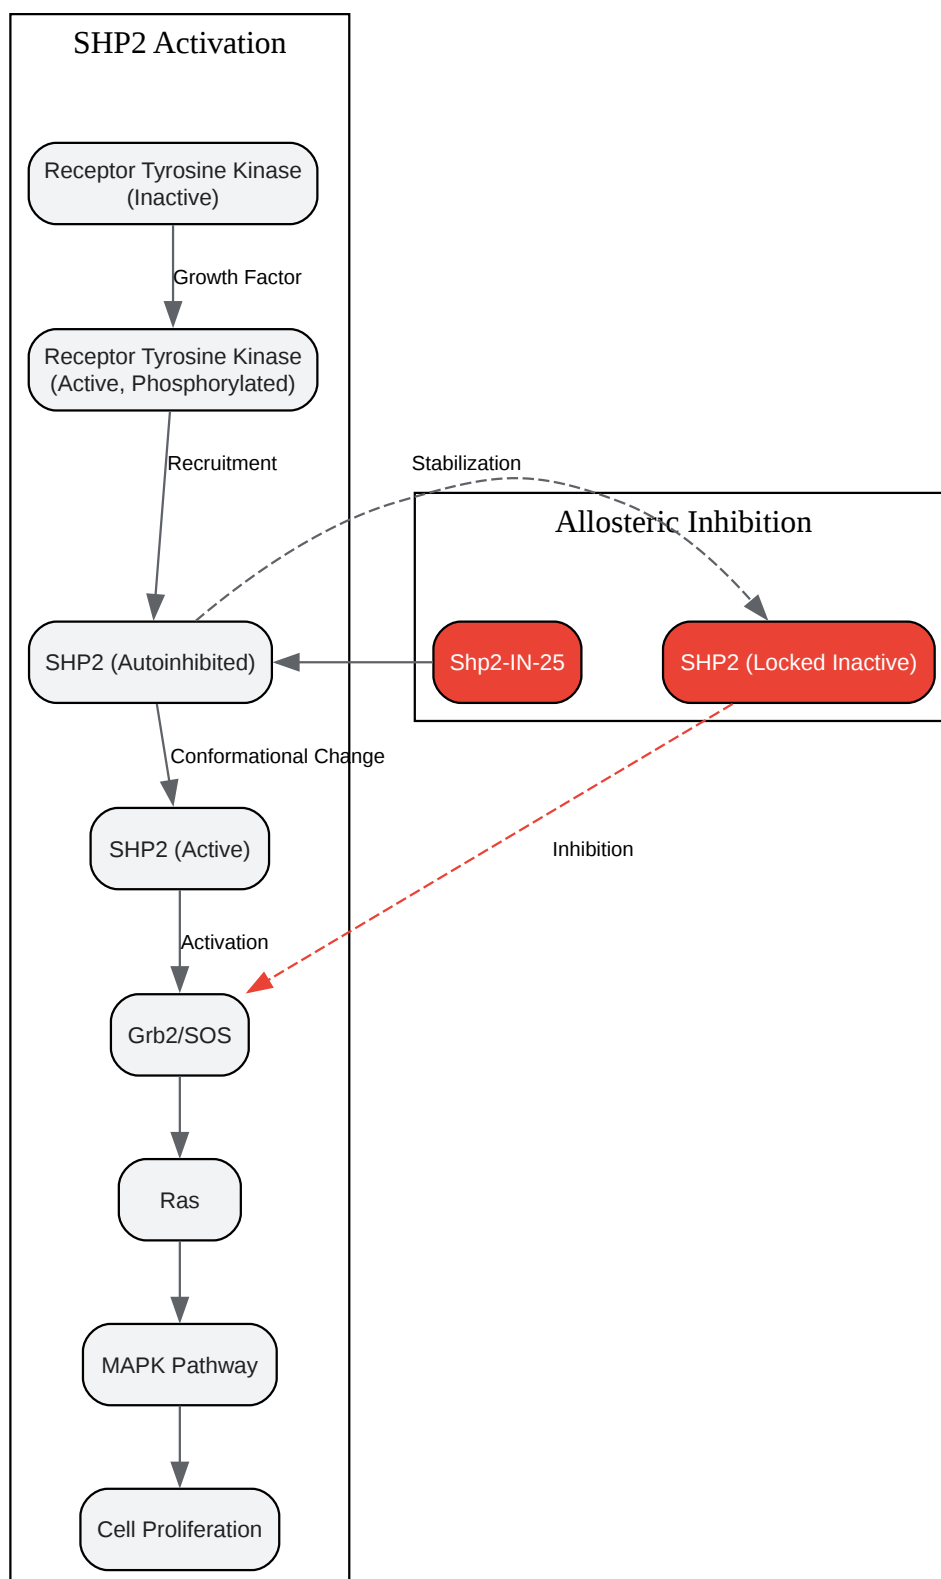 SHP2 Activation
Receptor Tyrosine Kinase
(Inactive)
Growth Factor
Receptor Tyrosine Kinase
(Active, Phosphorylated)
Recruitment
Stabilization
Allosteric Inhibition
SHP2 (Autoinhibited)
Shp2-IN-25
SHP2 (Locked Inactive)
Conformational Change
SHP2 (Active)
Inhibition
Activation
Grb2/SOS
Ras
MAPK Pathway
Cell Proliferation